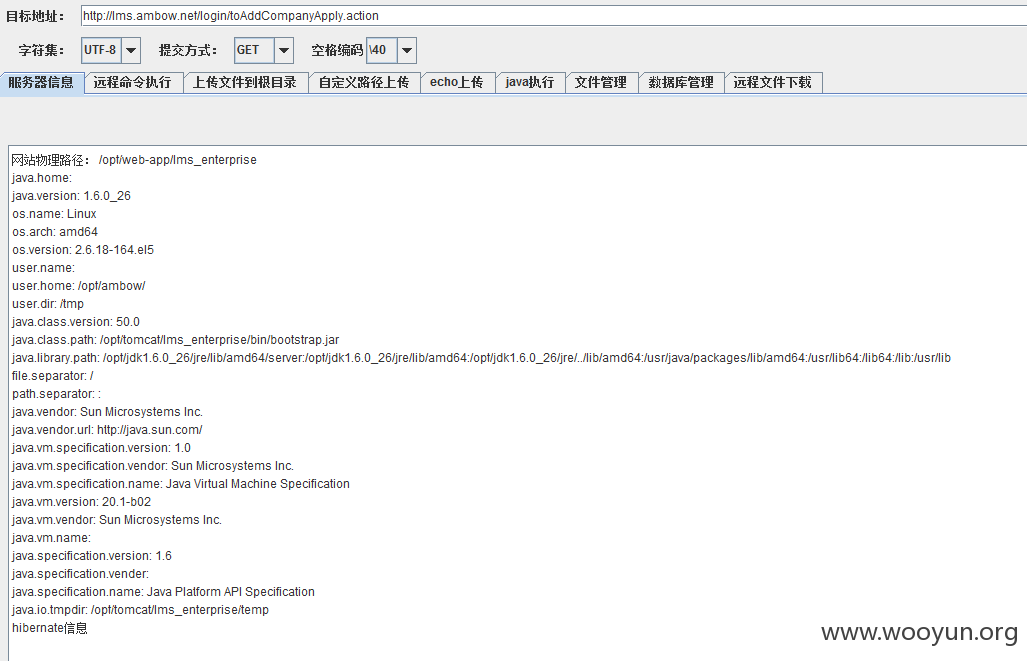 目标地址： http://lms.ambow.net/login/toAddCompanyApply.action
字符集： UTF-8 提交方式： GET 空格编码 \40
服务器信息 远程命令执行 上传文件到根目录 自定义路径上传 echo上传 java执行 文件管理 数据库管理 远程文件下载
网站物理路径： /opt/web-app/lms_enterprise
java.home:
java.version: 1.6.0_26
os.name: Linux
os.arch: amd64
os.version: 2.6.18-164.el5
user.name:
user.home: /opt/ambow/
user.dir: /tmp
java.class.version: 50.0
java.class.path: /opt/tomcat/lms_enterprise/bin/bootstrap.jar
java.library.path: /opt/jdk1.6.0_26/jre/lib/amd64/server:/opt/jdk1.6.0_26/jre/lib/amd64:/opt/jdk1.6.0_26/jre/../lib/amd64:/usr/java/packages/lib/amd64:/usr/lib64:/lib64:/lib:/usr/lib
file.separator: /
path.separator: :
java.vendor: Sun Microsystems Inc.
java.vendor.url: http://java.sun.com/
java.vm.specification.version: 1.0
java.vm.specification.vendor: Sun Microsystems Inc.
java.vm.specification.name: Java Virtual Machine Specification
java.vm.version: 20.1-b02
java.vm.vendor: Sun Microsystems Inc.
java.vm.name:
java.specification.version: 1.6
java.specification.vender:
java.specification.name: Java Platform API Specification
java.io.tmpdir: /opt/tomcat/lms_enterprise/temp
hibernate信息
www.wooyun.org